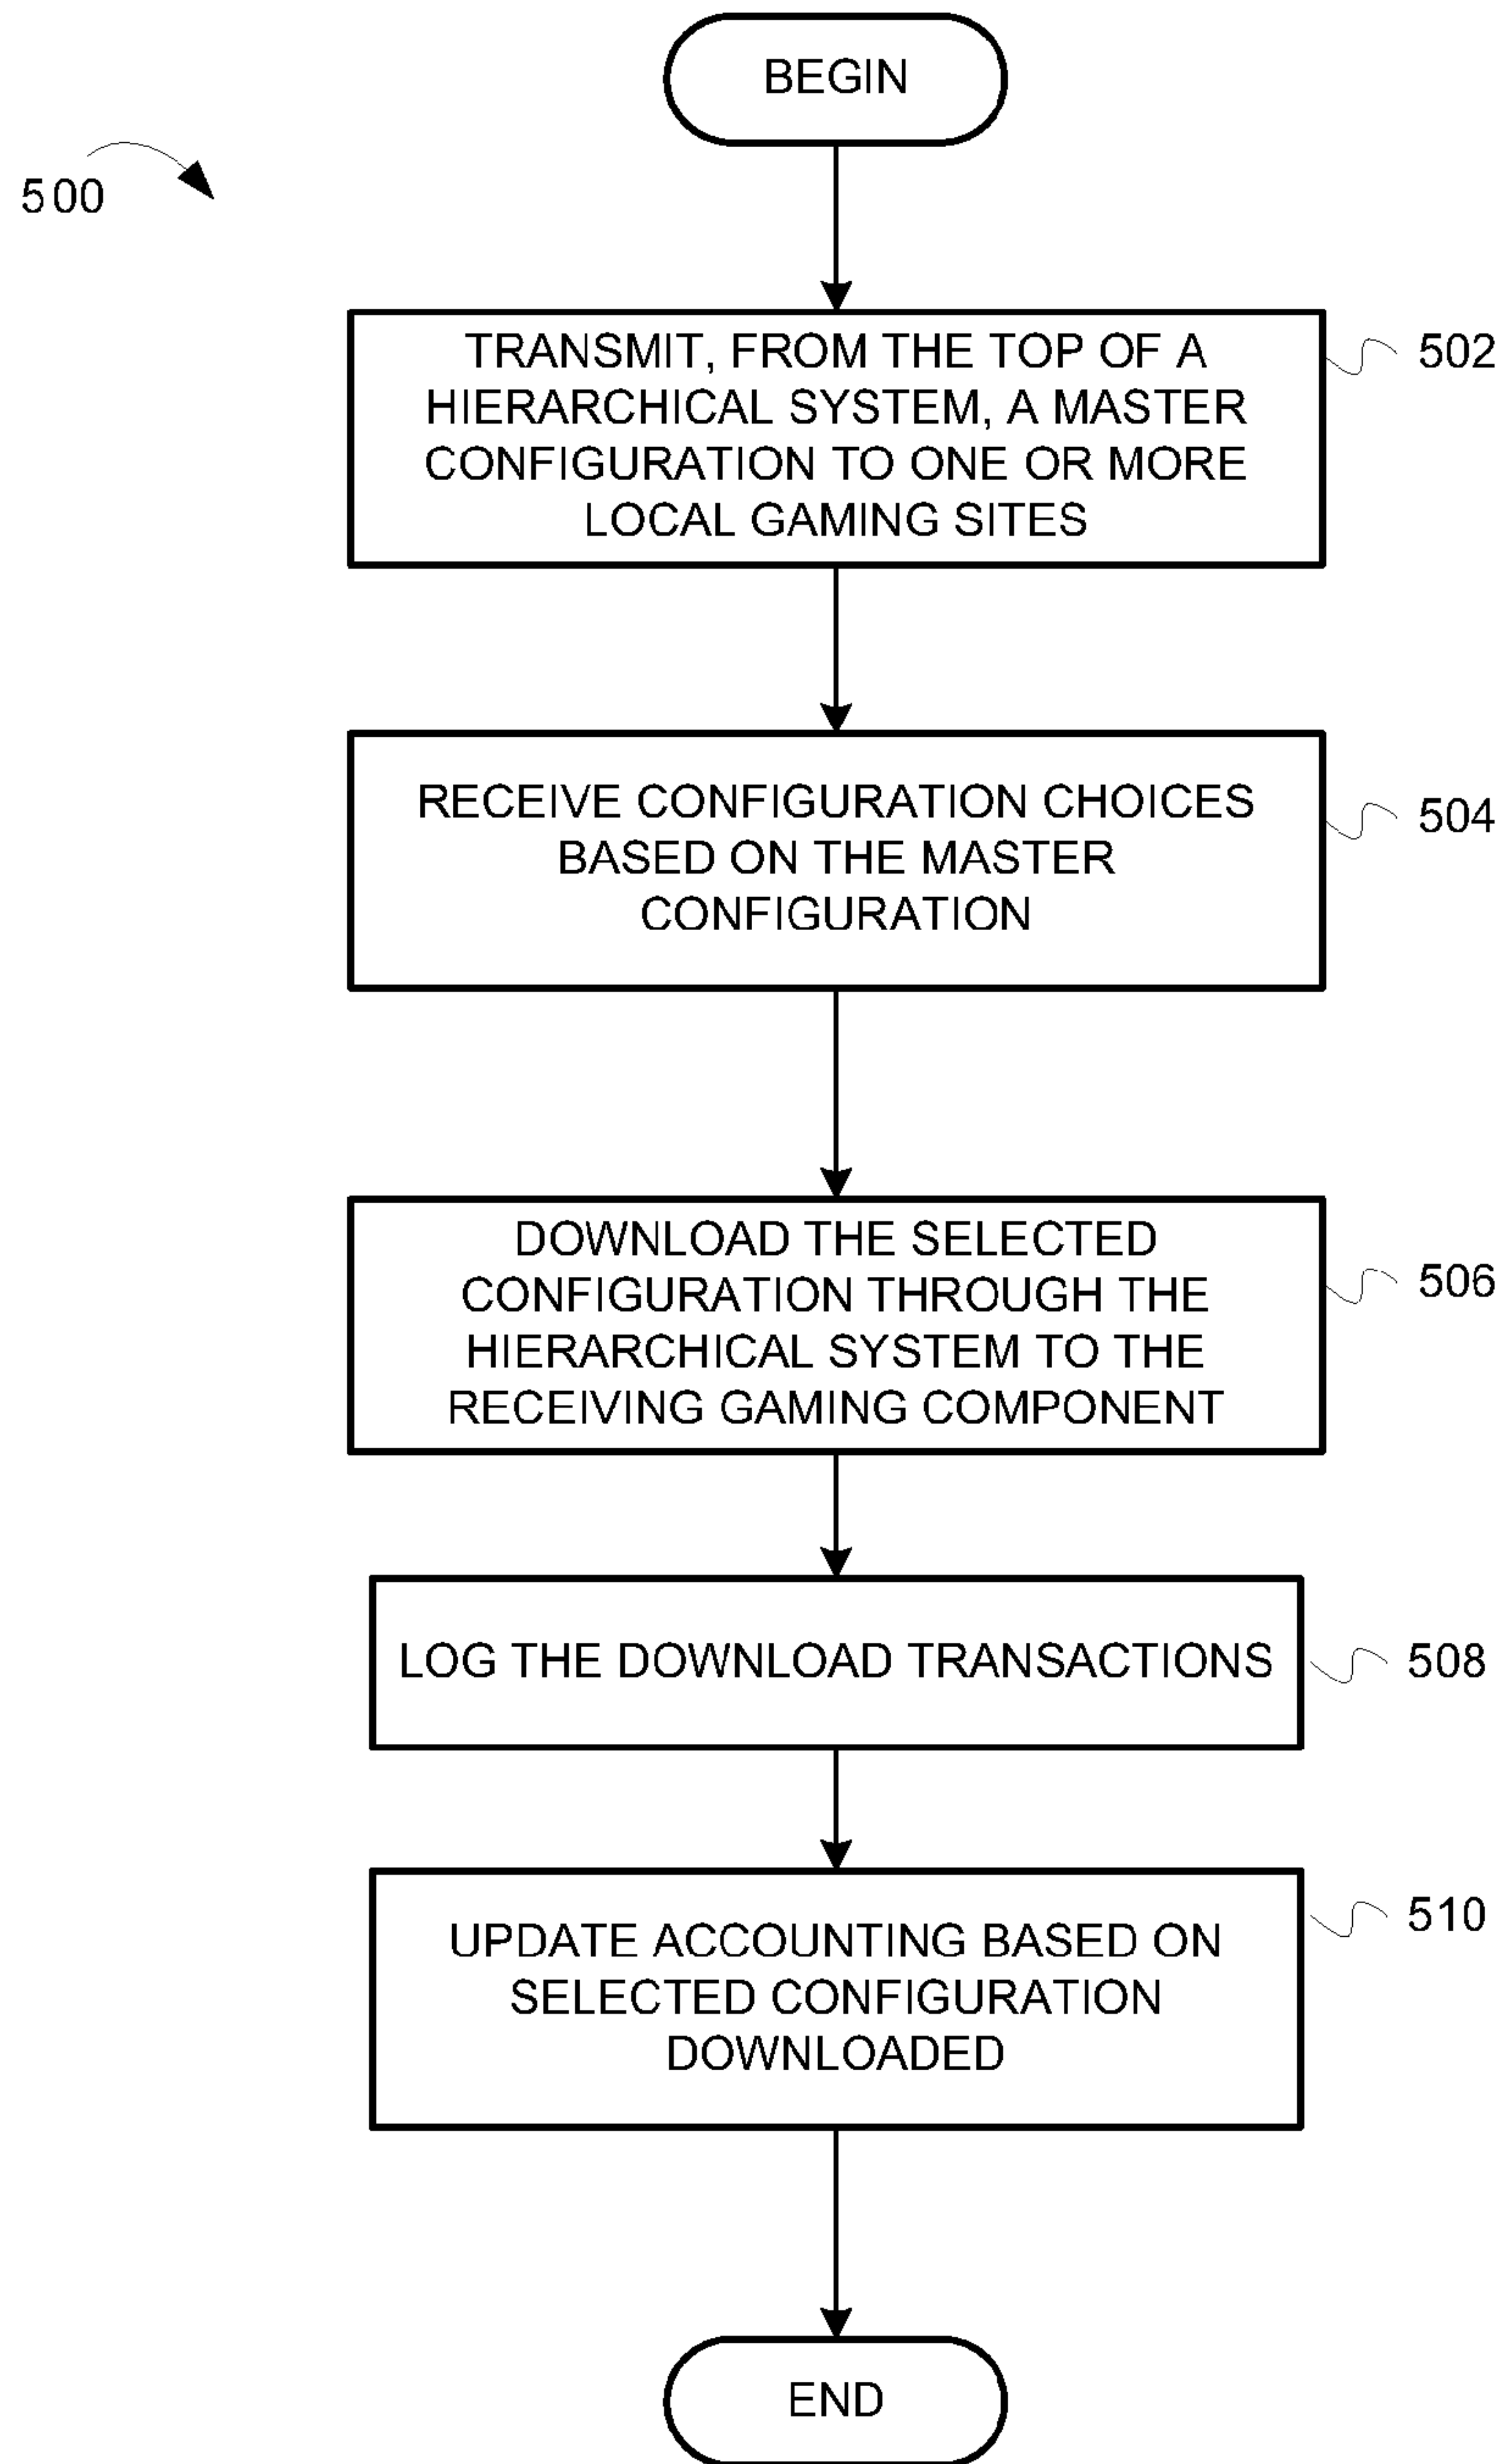 BEGIN
500
TRANSMIT, FROM THE TOP OF A
HIERARCHICAL SYSTEM, A MASTER
CONFIGURATION TO ONE OR MORE
LOCAL GAMING SITES
502
RECEIVE CONFIGURATION CHOICES
BASED ON THE MASTER
CONFIGURATION
504
DOWNLOAD THE SELECTED
CONFIGURATION THROUGH THE
HIERARCHICAL SYSTEM TO THE
RECEIVING GAMING COMPONENT
506
LOG THE DOWNLOAD TRANSACTIONS
508
UPDATE ACCOUNTING BASED ON
SELECTED CONFIGURATION
DOWNLOADED
510
END